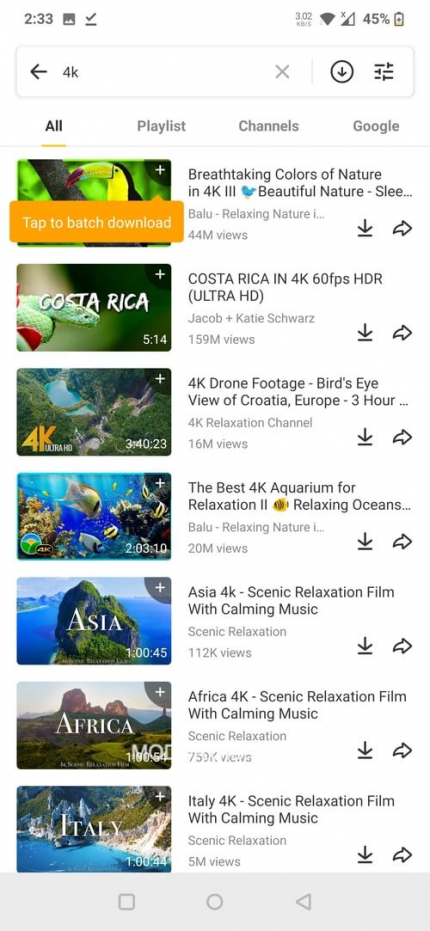 2:33
3.02
KB/S
X
45%
4k
All
Playlist
Channels
Google
Breathtaking Colors of Nature
in 4K III 🐦Beautiful Nature - Slee...
Tap to batch download
Balu - Relaxing Nature i...
44M views
COSTA RICA
5:14
COSTA RICA IN 4K 60fps HDR
(ULTRA HD)
Jacob + Katie Schwarz
159M views
4K
ULTRA HD
3:40:23
4K Drone Footage - Bird's Eye
View of Croatia, Europe - 3 Hour ...
4K Relaxation Channel
16M views
4K
2:03:10
The Best 4K Aquarium for
Relaxation II 🐠 Relaxing Oceans...
Balu - Relaxing Nature i...
20M views
ASIA
4K SCENIC RELAXATION FILM
1:00:45
Asia 4k - Scenic Relaxation Film
With Calming Music
Scenic Relaxation
112K views
AFRICA
4K SCENIC RELAXATION FILM
1:00:54
Africa 4K - Scenic Relaxation Film
With Calming Music
Scenic Relaxation
759K views
ITALY
1:00:44
Italy 4K - Scenic Relaxation Film
With Calming Music
Scenic Relaxation
5M views